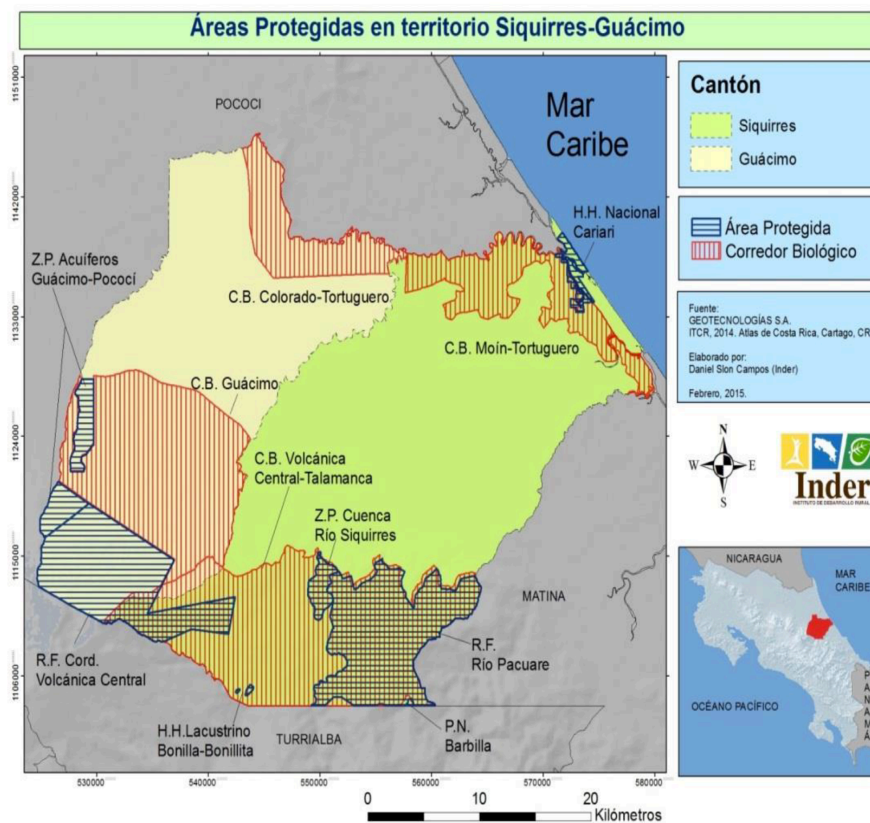 Áreas Protegidas en territorio Siquirres-Guácimo
1151000
1142000
1133000
1124000
1115000
1106000
POCOCI
Mar
Caribe
H.H. Nacional
Cariari
Z.P. Acuíferos
Guácimo-Pococí
C.B. Colorado-Tortuguero
C.B. Moín-Tortuguero
C.B. Guácimo
C.B. Volcánica
Central-Talamanca
Z.P. Cuenca
Río Siquirres
MATINA
R.F. Cord.
Volcánica Central
R.F.
Río Pacuare
H.H.Lacustrino
Bonilla-Bonillita
P.N.
Barbilla
TURRIALBA
530000
540000
550000
560000
570000
580000
0
10
20
Kilómetros
Cantón
Siquirres
Guácimo
Área Protegida
Corredor Biológico
Fuente:
GEOTECNOLOGÍAS S.A.
ITCR, 2014. Atlas de Costa Rica, Cartago, CR
Elaborado por:
Daniel Slon Campos (Inder)
Febrero, 2015.
N
W
E
S
Inder
INSTITUTO DE DESARROLLO RURAL
NICARAGUA
MAR
CARIBE
OCÉANO PACÍFICO
P
A
N
A
M
Á